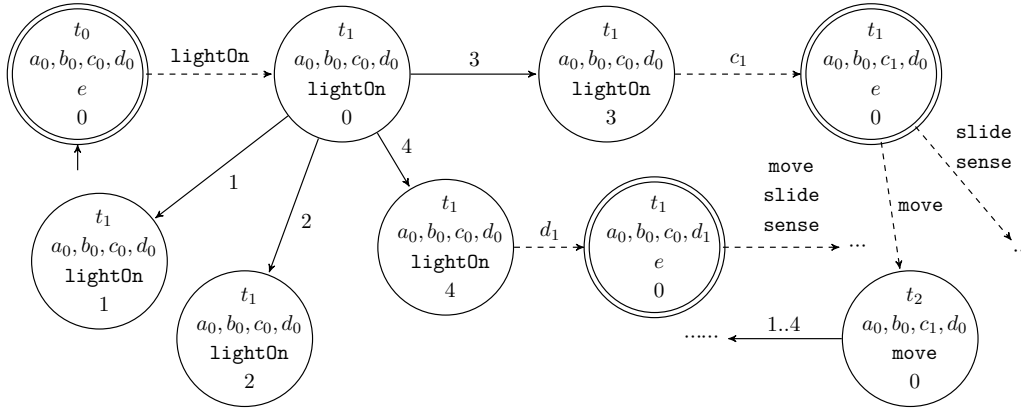 t₀
a₀, b₀, c₀, d₀
e
0
lightOn
t₁
a₀, b₀, c₀, d₀
lightOn
0
3
t₁
a₀, b₀, c₀, d₀
lightOn
3
c₁
t₁
a₀, b₀, c₁, d₀
e
0
slide
sense
move
1
2
4
t₁
a₀, b₀, c₀, d₀
lightOn
1
t₁
a₀, b₀, c₀, d₀
lightOn
2
t₁
a₀, b₀, c₀, d₀
lightOn
4
d₁
t₁
a₀, b₀, c₀, d₁
e
0
move
slide
sense
...
...
t₂
a₀, b₀, c₁, d₀
move
0
1..4
......